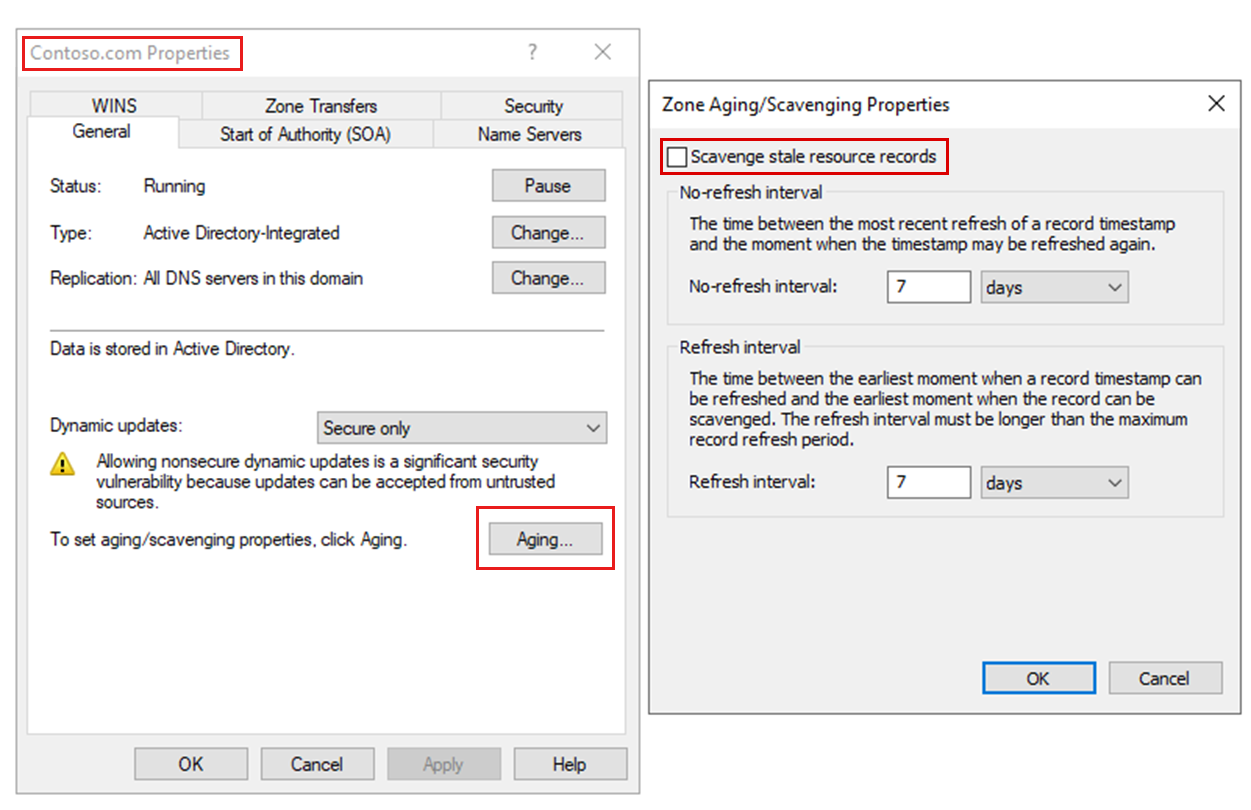 Contoso.com Properties
?
WINS
Zone Transfers
Security
General
Start of Authority (SOA)
Name Servers
Status:
Running
Pause
Type:
Active Directory-Integrated
Change...
Replication:
All DNS servers in this domain
Change...
Data is stored in Active Directory.
Dynamic updates:
Secure only
Allowing nonsecure dynamic updates is a significant security
vulnerability because updates can be accepted from untrusted
sources.
To set aging/scavenging properties, click Aging.
Aging...
OK
Cancel
Apply
Help
Zone Aging/Scavenging Properties
Scavenge stale resource records
No-refresh interval
The time between the most recent refresh of a record timestamp
and the moment when the timestamp may be refreshed again.
No-refresh interval:
7
days
Refresh interval
The time between the earliest moment when a record timestamp can
be refreshed and the earliest moment when the record can be
scavenged. The refresh interval must be longer than the maximum
record refresh period.
Refresh interval:
7
days
OK
Cancel